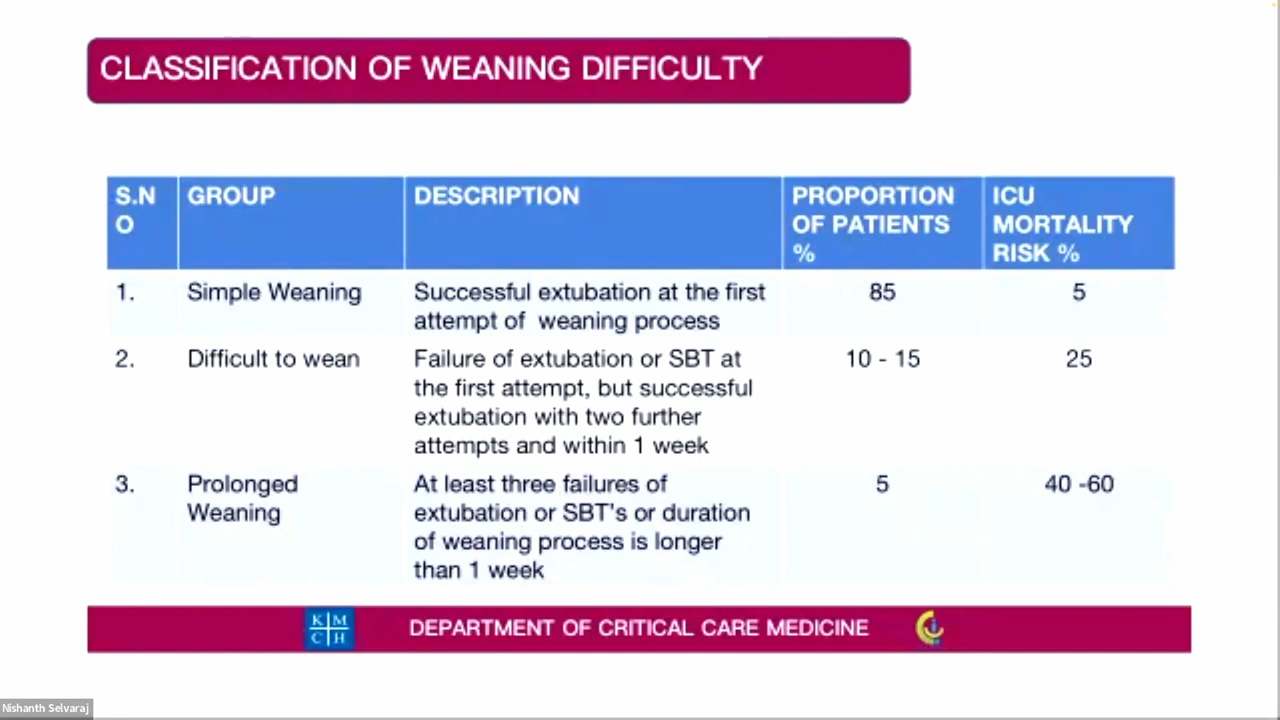 CLASSIFICATION OF WEANING DIFFICULTY
S.N
O
GROUP
DESCRIPTION
PROPORTION
OF PATIENTS
%
ICU
MORTALITY
RISK %
1.
Simple Weaning
Successful extubation at the first
attempt of weaning process
85
5
2.
Difficult to wean
Failure of extubation or SBT at
the first attempt, but successful
extubation with two further
attempts and within 1 week
10 - 15
25
3.
Prolonged
Weaning
At least three failures of
extubation or SBT's or duration
of weaning process is longer
than 1 week
5
40 -60
K M
C H
DEPARTMENT OF CRITICAL CARE MEDICINE
Nishanth Selvaraj